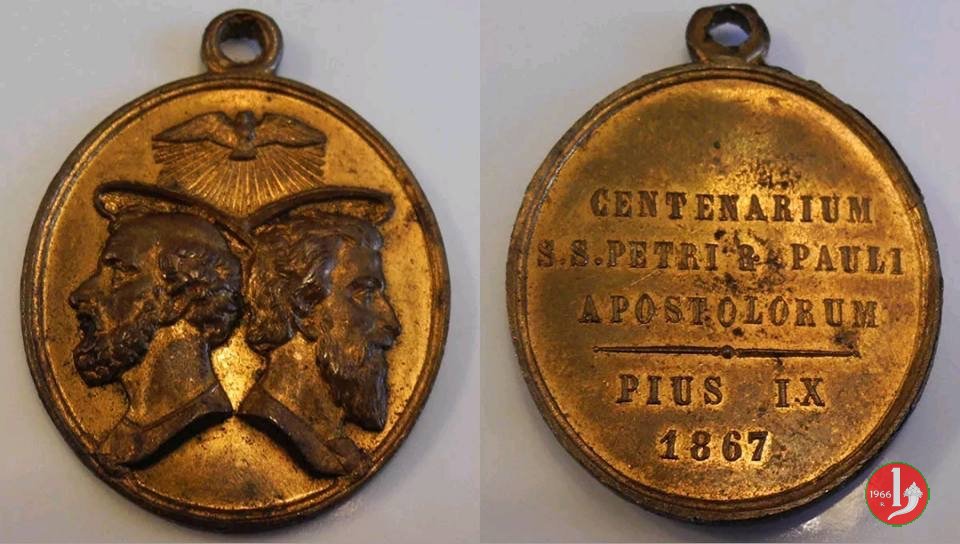 CENTENARIUM
S.S.PETRI & PAULI
APOSTOLORUM
PIUS IX
1867
1966